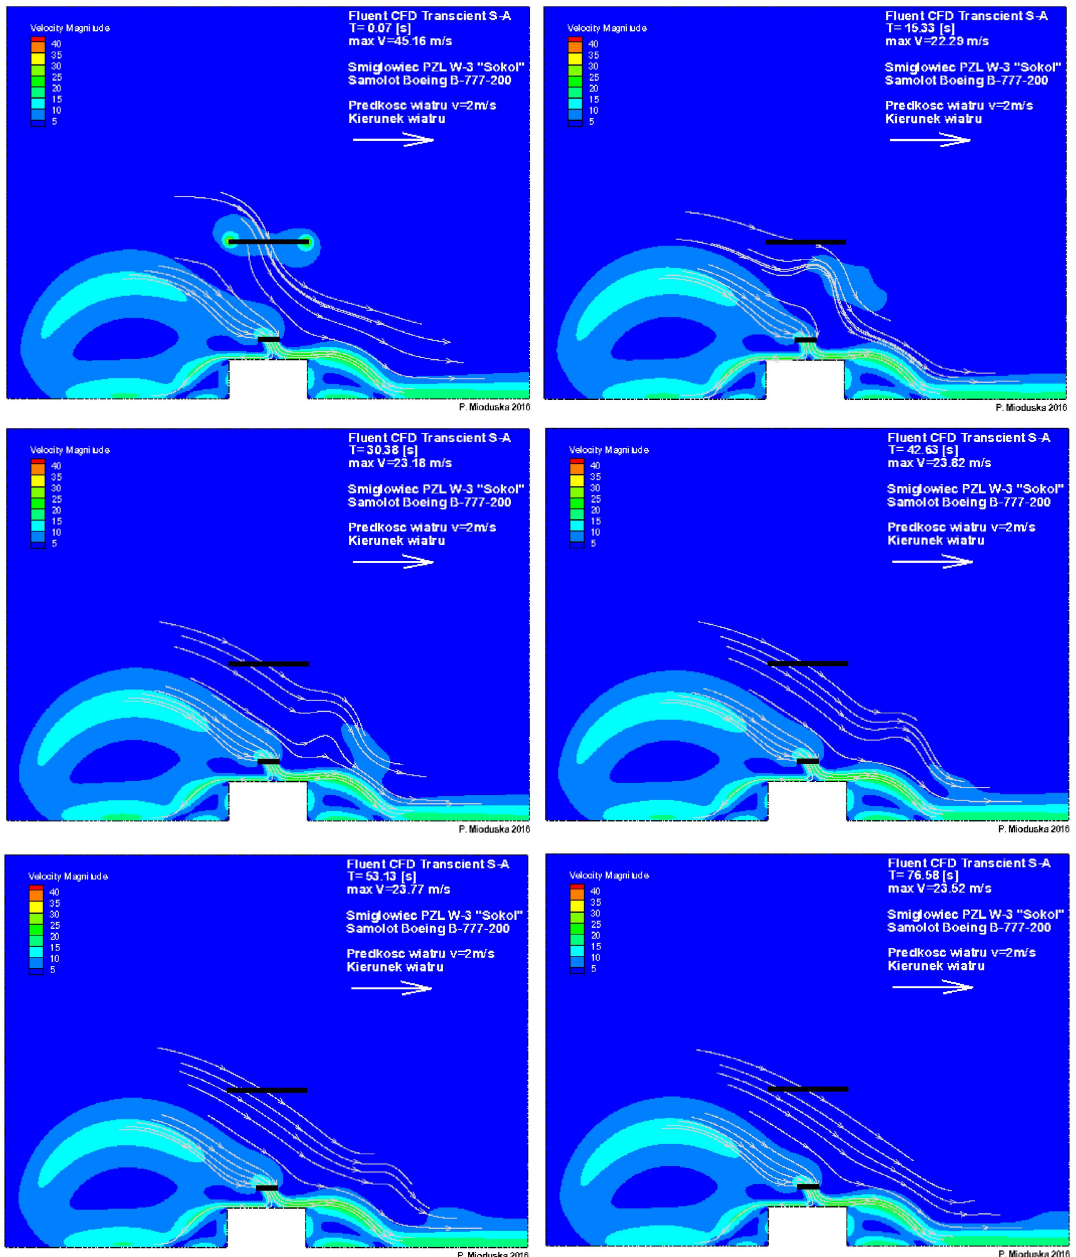 Fluent CFD Transcient S-A
T= 0.07 [s]
max V=45.16 m/s
Smiglowiec PZL W-3 "Sokol"
Samolot Boeing B-777-200
Predkosc wiatru v=2m/s
Kierunek wiatru
Velocity Magnitude
40
35
30
25
20
15
10
5
P. Mioduska 2016
Fluent CFD Transcient S-A
T= 15.33 [s]
max V=22.29 m/s
Smiglowiec PZL W-3 "Sokol"
Samolot Boeing B-777-200
Predkosc wiatru v=2m/s
Kierunek wiatru
Velocity Magnitude
40
35
30
25
20
15
10
5
P. Mioduska 2016
Fluent CFD Transcient S-A
T= 30.38 [s]
max V=23.18 m/s
Smiglowiec PZL W-3 "Sokol"
Samolot Boeing B-777-200
Predkosc wiatru v=2m/s
Kierunek wiatru
Velocity Magnitude
40
35
30
25
20
15
10
5
P. Mioduska 2016
Fluent CFD Transcient S-A
T= 42.63 [s]
max V=23.82 m/s
Smiglowiec PZL W-3 "Sokol"
Samolot Boeing B-777-200
Predkosc wiatru v=2m/s
Kierunek wiatru
Velocity Magnitude
40
35
30
25
20
15
10
5
P. Mioduska 2016
Fluent CFD Transcient S-A
T= 53.13 [s]
max V=23.77 m/s
Smiglowiec PZL W-3 "Sokol"
Samolot Boeing B-777-200
Predkosc wiatru v=2m/s
Kierunek wiatru
Velocity Magnitude
40
35
30
25
20
15
10
5
P. Mioduska 2016
Fluent CFD Transcient S-A
T= 76.58 [s]
max V=23.52 m/s
Smiglowiec PZL W-3 "Sokol"
Samolot Boeing B-777-200
Predkosc wiatru v=2m/s
Kierunek wiatru
Velocity Magnitude
40
35
30
25
20
15
10
5
P. Mioduska 2016